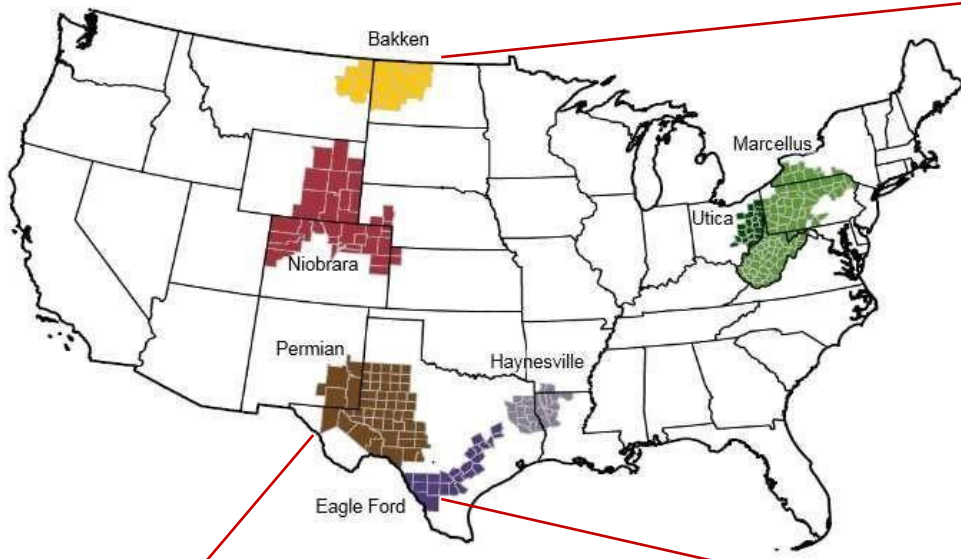 Bakken
Marcellus
Utica
Niobrara
Permian
Haynesville
Eagle Ford